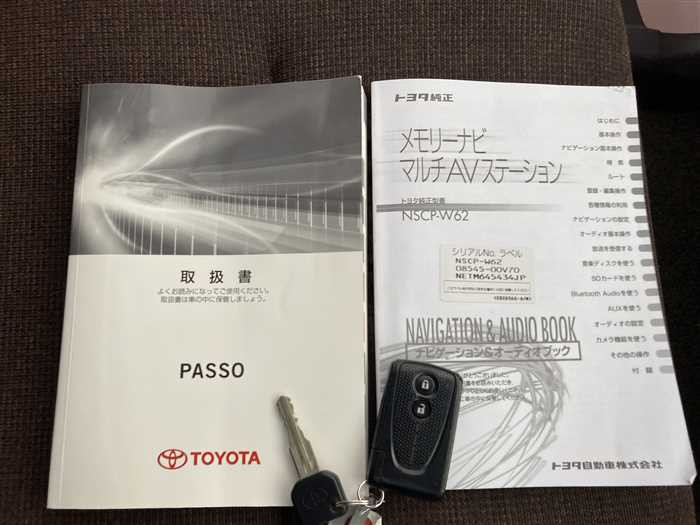 取扱書
よくお読みになってご使用ください。
取扱書は車の中に保管しましょう。
PASSO
TOYOTA
トヨタ純正
メモリーナビ
マルチAVステーション
トヨタ純正型番
NSCP-W62
シリアルNo. ラベル
NSCP-W62
08545-00V70
NETM645434JP
NAVIGATION & AUDIO BOOK
ナビゲーション&オーディオブック
はじめに
基本操作
ナビゲーション基本操作
検索
ルート
登録・編集操作
各種情報の利用
ナビゲーションの設定
オーディオ基本操作
放送を受信する
音楽ディスクを使う
SDカードを使う
Bluetooth Audioを使う
AUXを使う
オーディオの設定
カメラ機能を使う
その他の操作
付録
トヨタ自動車株式会社